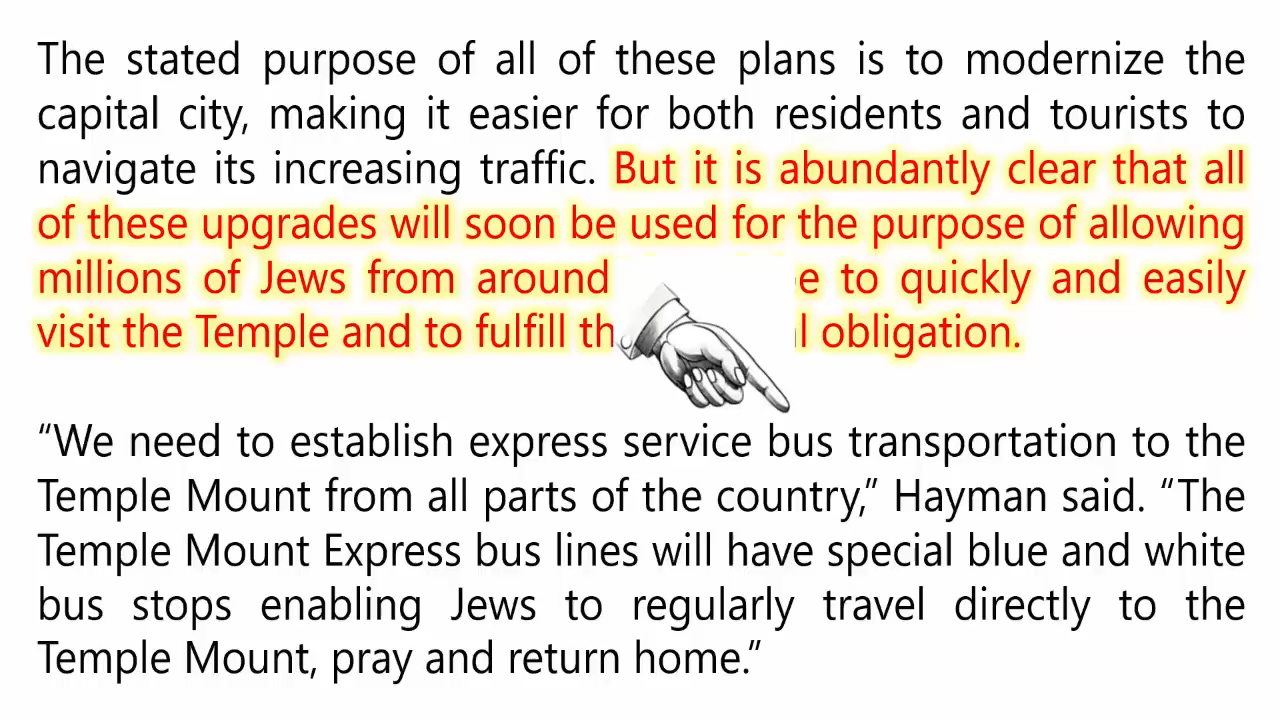 The stated purpose of all of these plans is to modernize the
capital city, making it easier for both residents and tourists to
navigate its increasing traffic. But it is abundantly clear that all
of these upgrades will soon be used for the purpose of allowing
millions of Jews from around to quickly and easily
visit the Temple and to fulfill obligation.
“We need to establish express service bus transportation to the
Temple Mount from all parts of the country,” Hayman said. “The
Temple Mount Express bus lines will have special blue and white
bus stops enabling Jews to regularly travel directly to the
Temple Mount, pray and return home.”